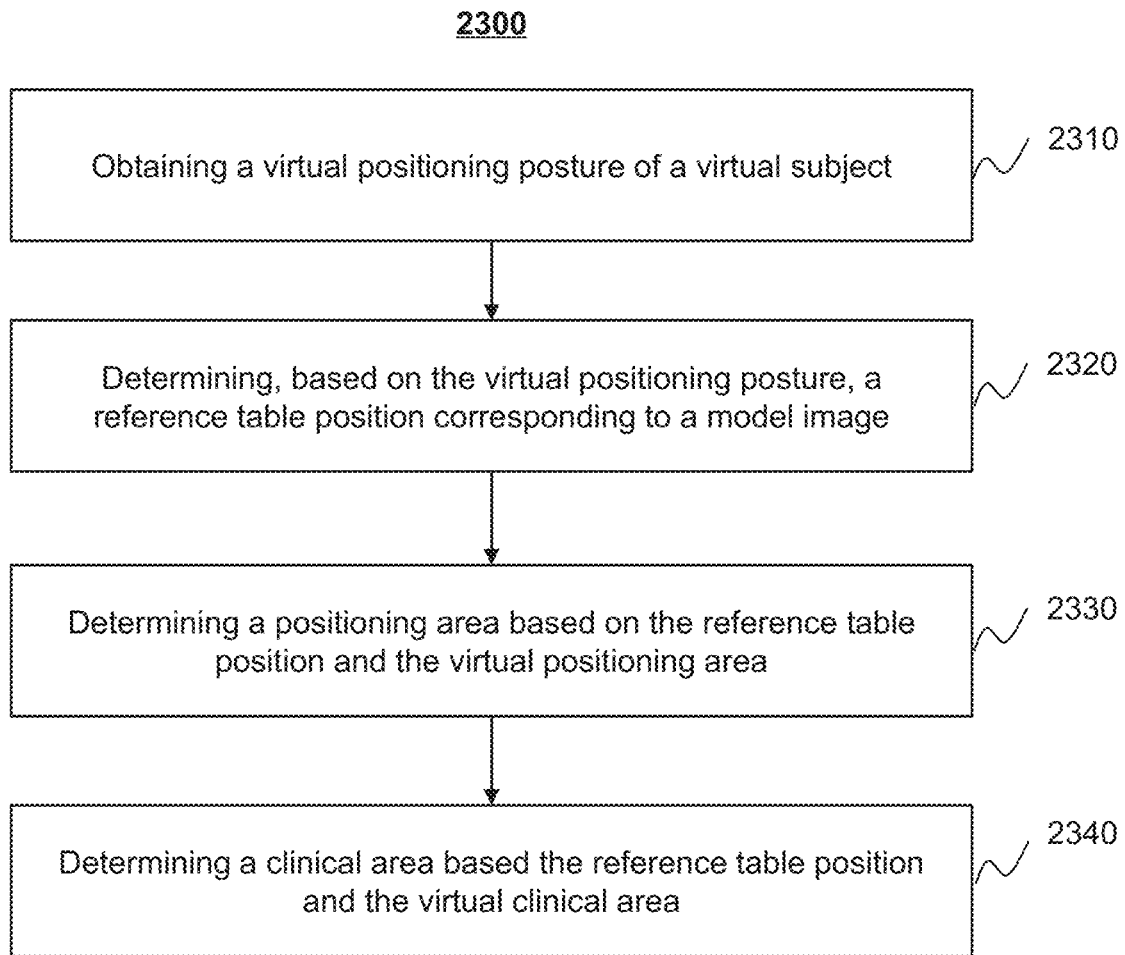 2300
Obtaining a virtual positioning posture of a virtual subject
2310
Determining, based on the virtual positioning posture, a
reference table position corresponding to a model image
2320
Determining a positioning area based on the reference table
position and the virtual positioning area
2330
Determining a clinical area based the reference table position
and the virtual clinical area
2340